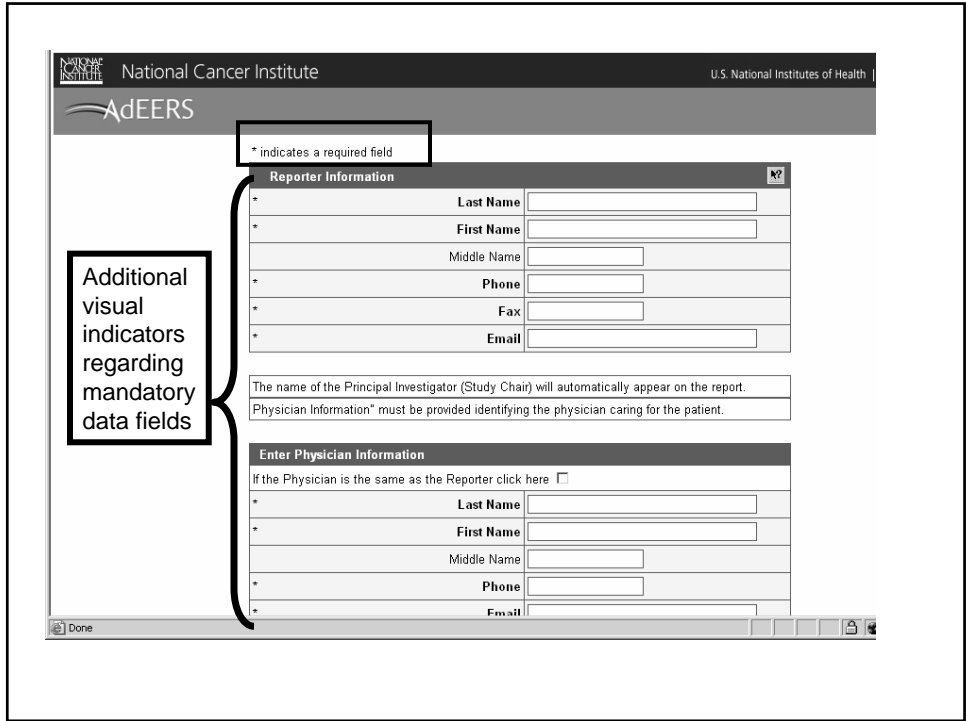 NATIONAL
CANCER
INSTITUTE
National Cancer Institute
U.S. National Institutes of Health |
AdEERS
* indicates a required field
Reporter Information
* Last Name
* First Name
Middle Name
* Phone
* Fax
* Email
Additional
visual
indicators
regarding
mandatory
data fields
The name of the Principal Investigator (Study Chair) will automatically appear on the report.
Physician Information" must be provided identifying the physician caring for the patient.
Enter Physician Information
If the Physician is the same as the Reporter click here
* Last Name
* First Name
Middle Name
* Phone
* Email
Done